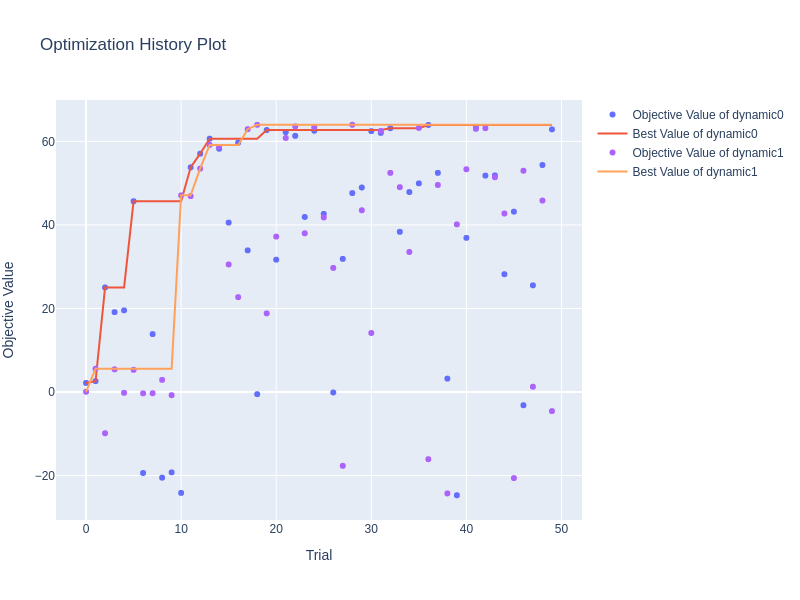 Optimization History Plot
Objective Value of dynamic0
Best Value of dynamic0
Objective Value of dynamic1
Best Value of dynamic1
60
40
20
0
−20
Objective Value
0 10 20 30 40 50
Trial